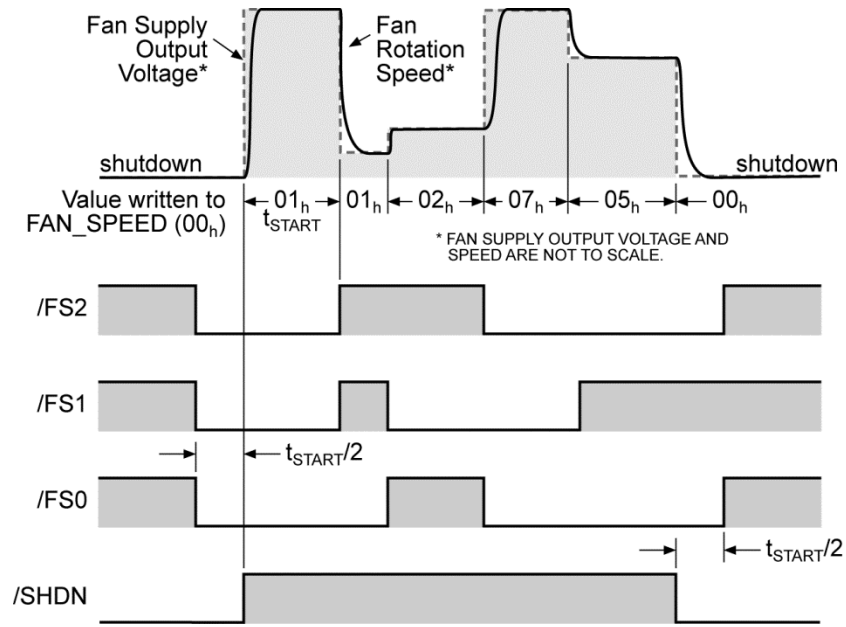 Fan Supply
Output
Voltage*
Fan
Rotation
Speed*
shutdown
shutdown
Value written to
FAN_SPEED (00h)
01h
tSTART
01h
02h
07h
05h
00h
* FAN SUPPLY OUTPUT VOLTAGE AND
SPEED ARE NOT TO SCALE.
/FS2
/FS1
tSTART/2
/FS0
tSTART/2
/SHDN